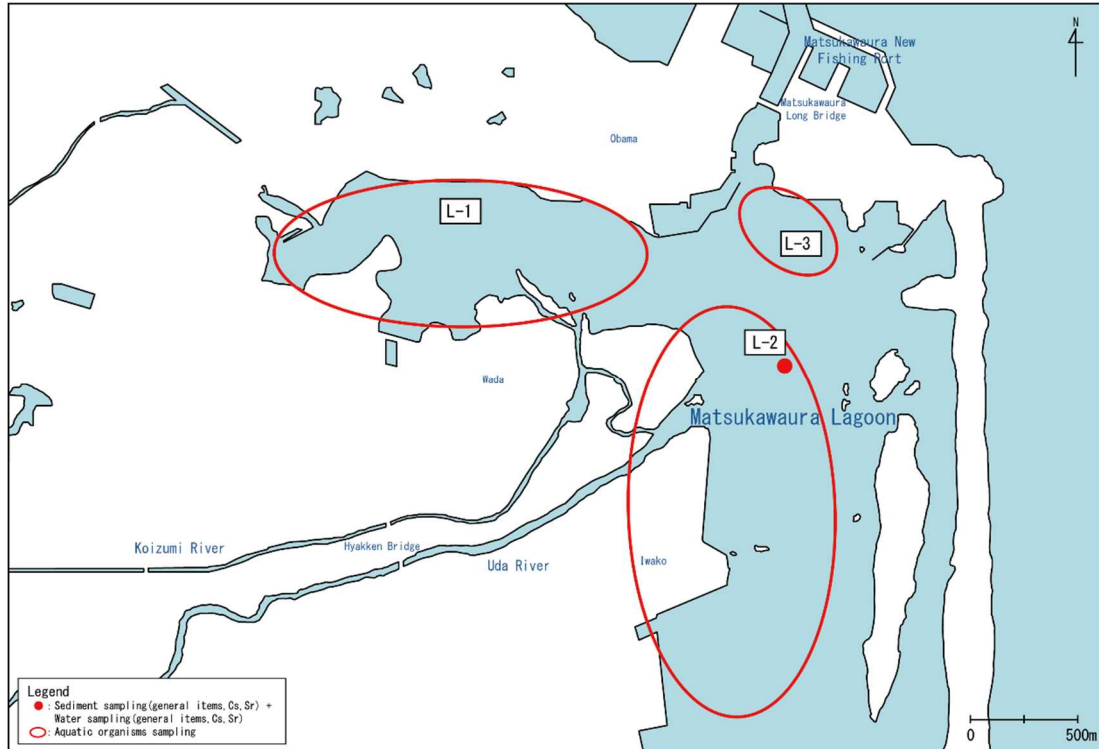 N
Matsukawaura New
Fishing Port
Matsukawaura
Long Bridge
Obama
L-1
L-3
L-2
Wada
Matsukawaura Lagoon
Koizumi River
Hyakken Bridge
Uda River
Iwako
Legend
: Sediment sampling(general items, Cs, Sr) +
Water sampling(general items, Cs, Sr)
: Aquatic organisms sampling
0 500m